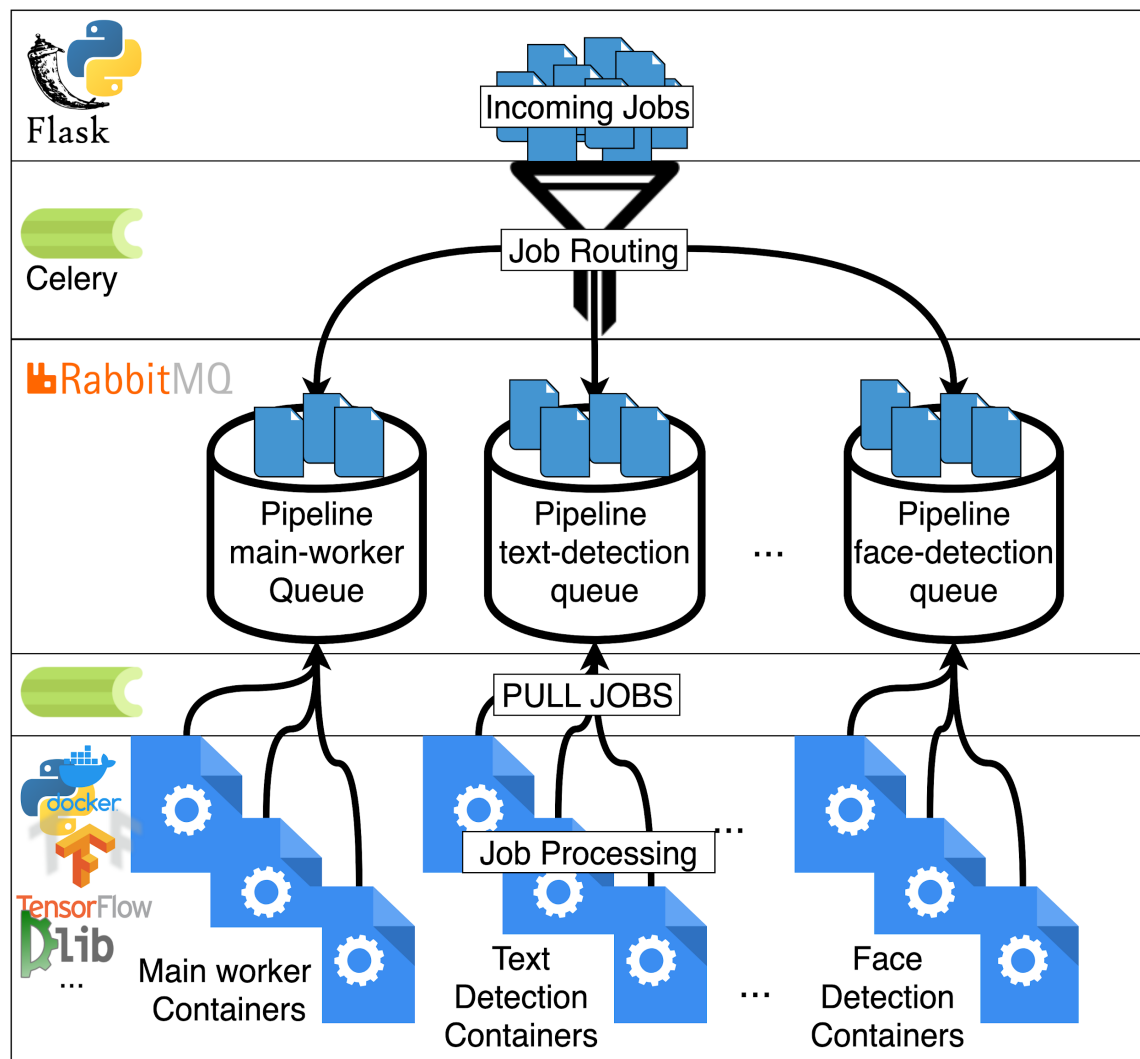 Flask
Incoming Jobs
Job Routing
Celery
RabbitMQ
Pipeline
main-worker
Queue
Pipeline
text-detection
queue
...
Pipeline
face-detection
queue
PULL JOBS
docker
TensorFlow
Dlib
...
Job Processing
...
Main worker
Containers
Text
Detection
Containers
...
Face
Detection
Containers